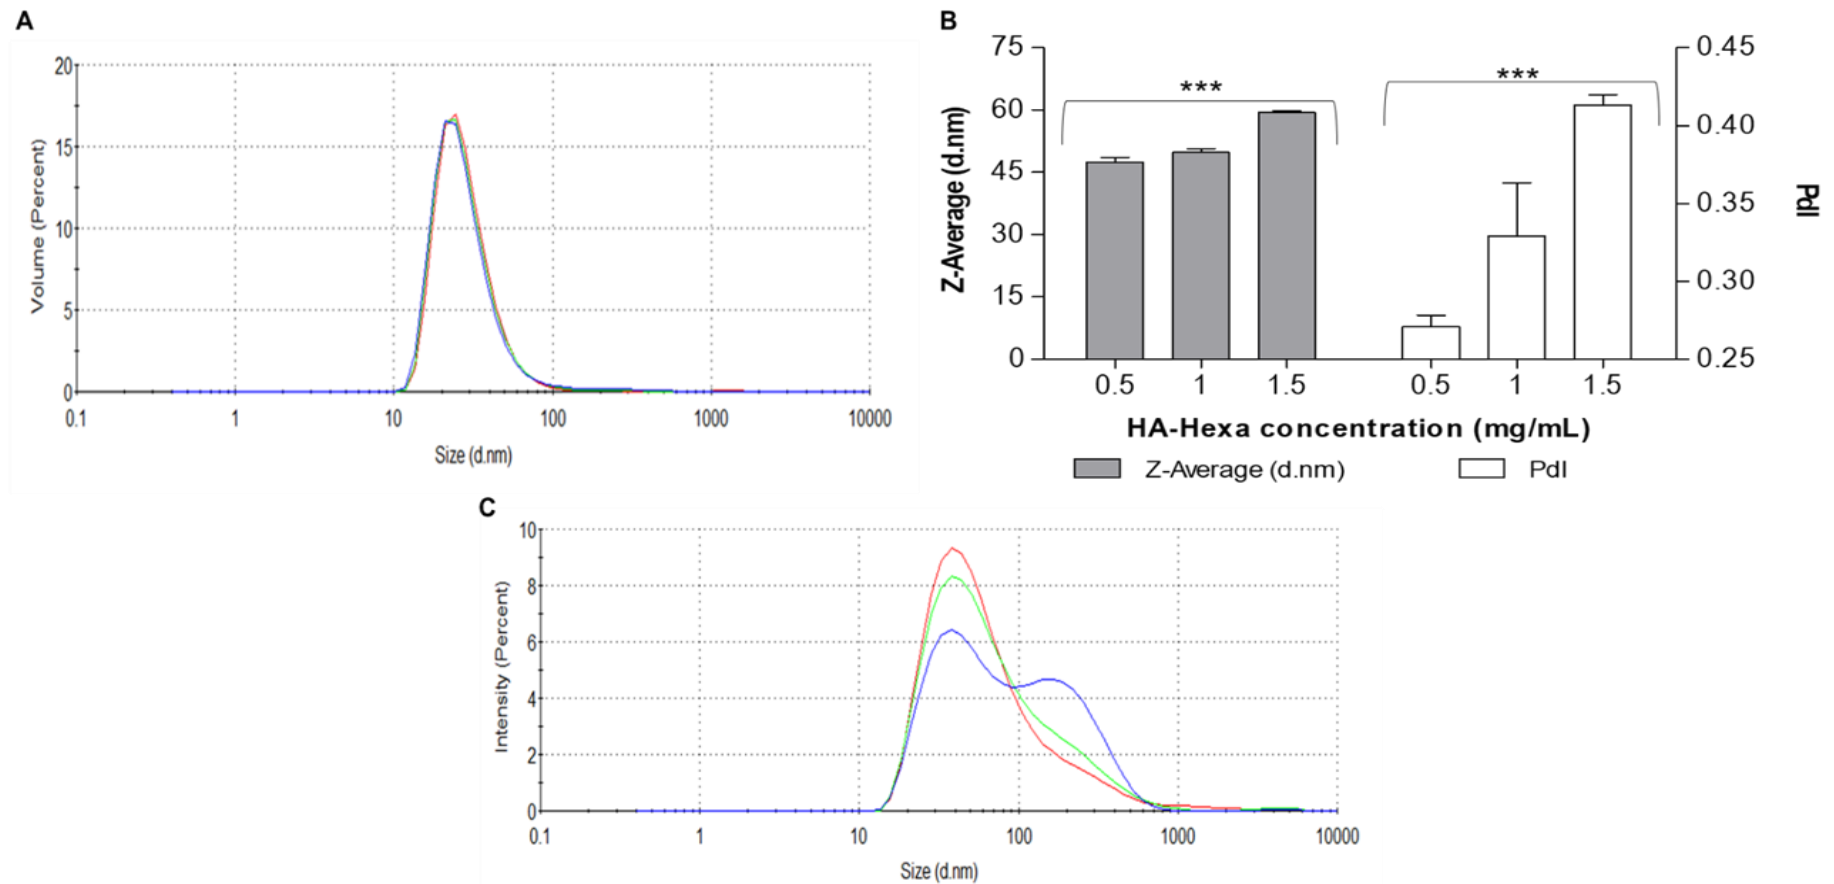 A
Volume (Percent)
20
15
10
5
0
0.1 1 10 100 1000 10000
Size (d.nm)
B
Z-Average (d.nm)
75
60
45
30
15
0
***
***
0.45
0.40
0.35
0.30
0.25
PdI
0.5 1 1.5 0.5 1 1.5
HA-Hexa concentration (mg/mL)
Z-Average (d.nm) PdI
C
Intensity (Percent)
10
8
6
4
2
0
0.1 1 10 100 1000 10000
Size (d.nm)